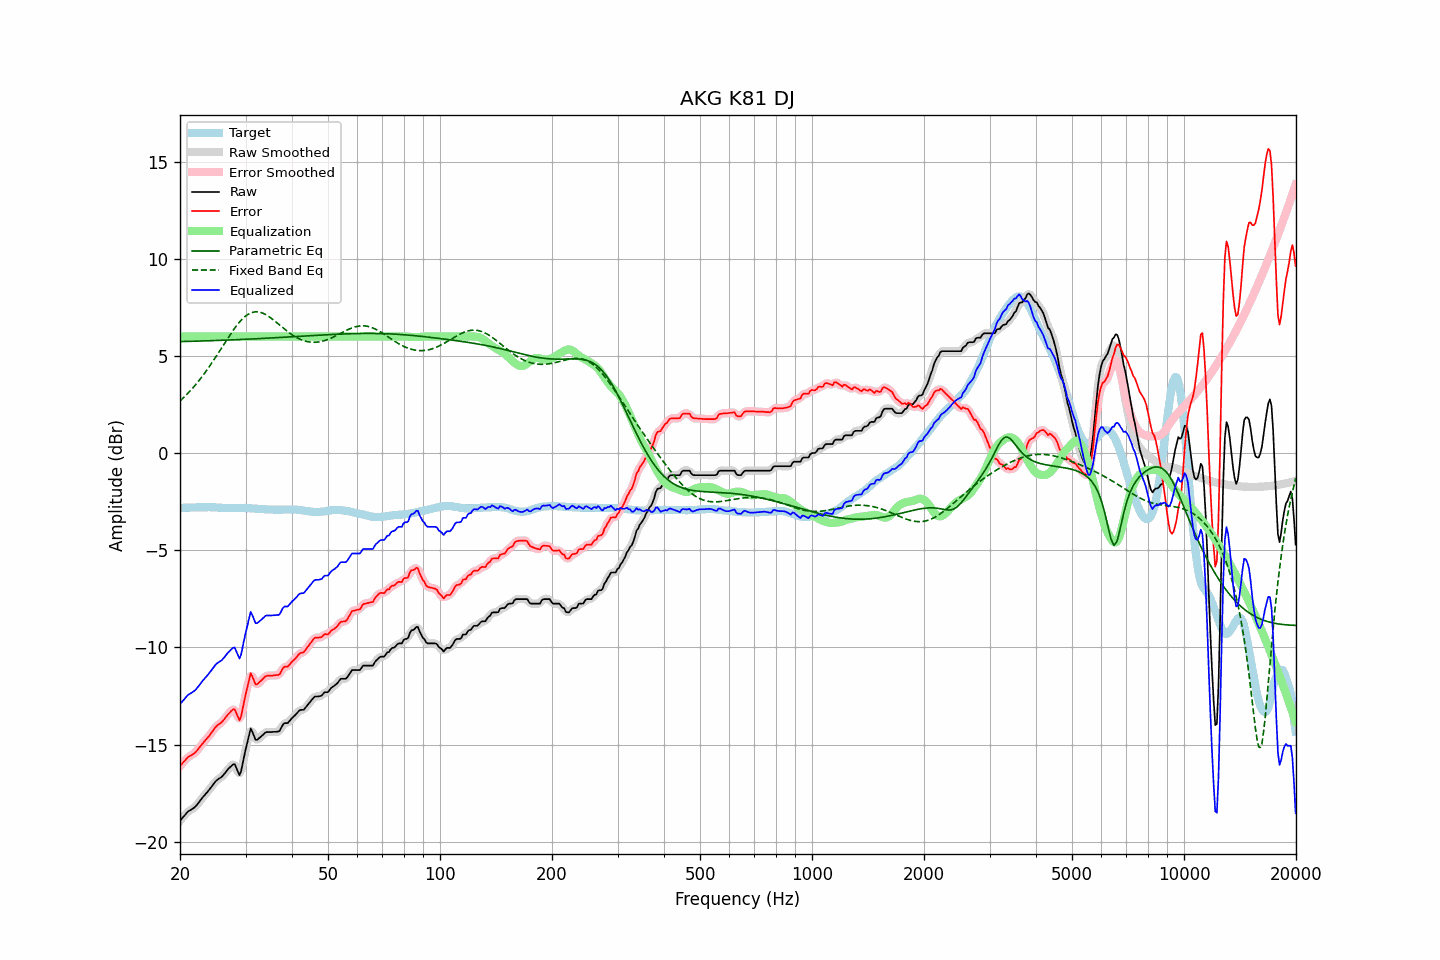 AKG K81 DJ
Target
Raw Smoothed
Error Smoothed
Raw
Error
Equalization
Parametric Eq
Fixed Band Eq
Equalized
Amplitude (dBr)
15
10
5
0
−5
−10
−15
−20
20
50
100
200
500
1000
2000
5000
10000
20000
Frequency (Hz)